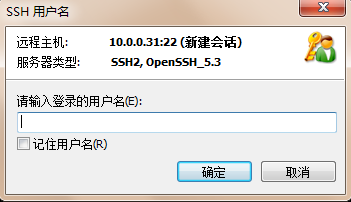 SSH 用户名
远程主机: 10.0.0.31:22 (新建会话)
服务器类型: SSH2, OpenSSH_5.3
请输入登录的用户名(E):
记住用户名(R)
确定 取消